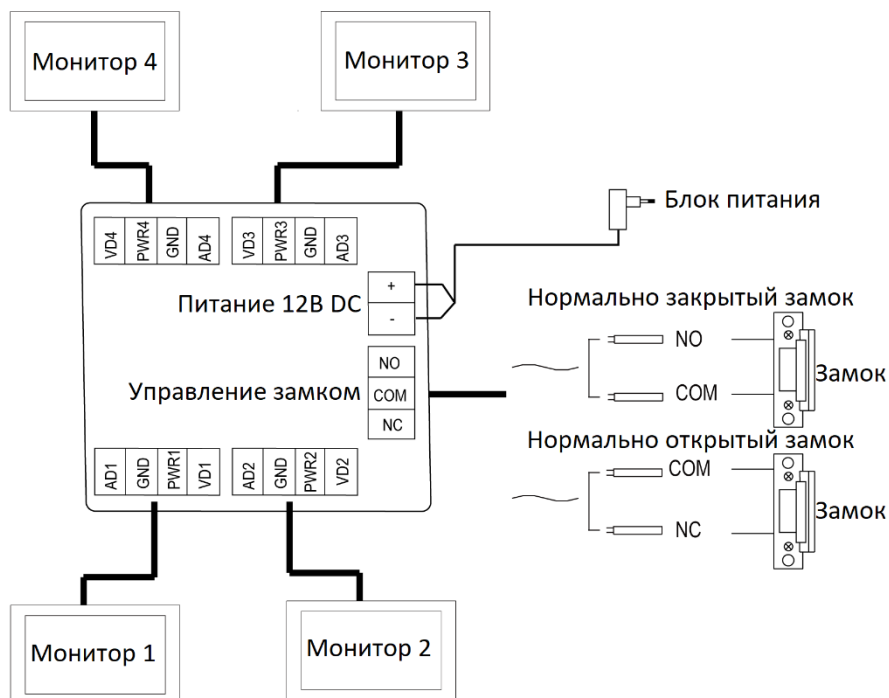 Монитор 4
Монитор 3
VD4 PWR4 GND AD4
VD3 PWR3 GND AD3
Блок питания
Питание 12В DC
+
-
Нормально закрытый замок
NO
COM
Замок
Управление замком
NO
COM
NC
Нормально открытый замок
COM
NC
Замок
AD1 GND PWR1 VD1
AD2 GND PWR2 VD2
Монитор 1
Монитор 2